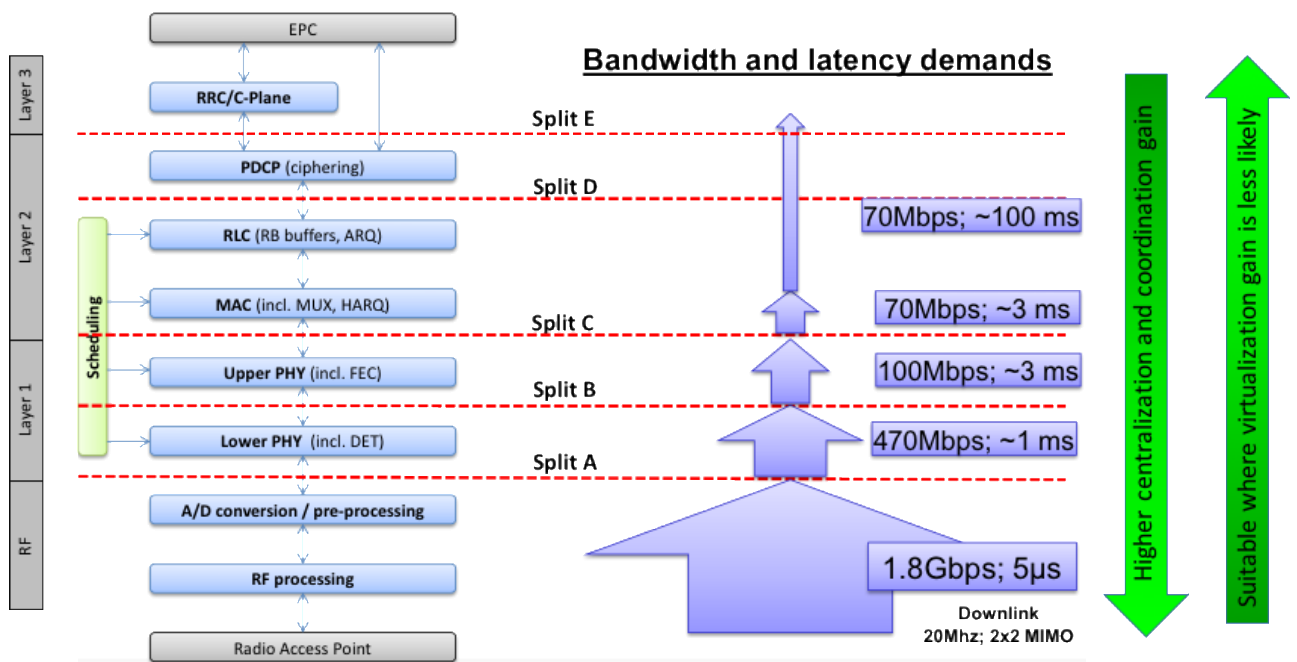 EPC
Bandwidth and latency demands
Layer 3
RRC/C-Plane
Split E
PDCP (ciphering)
Split D
Layer 2
70Mbps; ~100 ms
RLC (RB buffers, ARQ)
Scheduling
MAC (incl. MUX, HARQ)
70Mbps; ~3 ms
Split C
Layer 1
Upper PHY (incl. FEC)
100Mbps; ~3 ms
Split B
Lower PHY (incl. DET)
470Mbps; ~1 ms
Split A
RF
A/D conversion / pre-processing
RF processing
1.8Gbps; 5µs
Downlink
20Mhz; 2x2 MIMO
Radio Access Point
Higher centralization and coordination gain
Suitable where virtualization gain is less likely